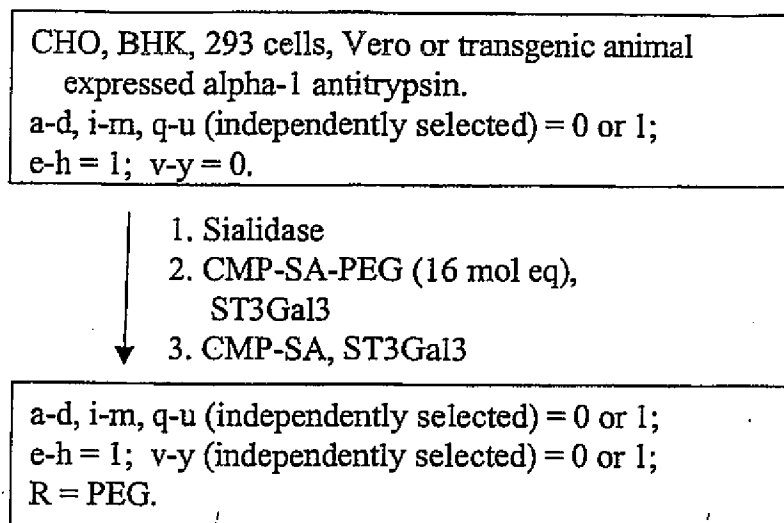 CHO, BHK, 293 cells, Vero or transgenic animal
expressed alpha-1 antitrypsin.
a-d, i-m, q-u (independently selected) = 0 or 1;
e-h = 1; v-y = 0.
1. Sialidase
2. CMP-SA-PEG (16 mol eq),
ST3Gal3
3. CMP-SA, ST3Gal3
a-d, i-m, q-u (independently selected) = 0 or 1;
e-h = 1; v-y (independently selected) = 0 or 1;
R = PEG.